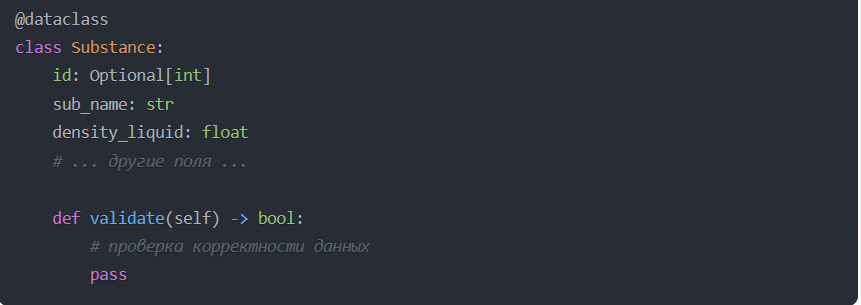 @dataclass
class Substance:
    id: Optional[int]
    sub_name: str
    density_liquid: float
    # ... другие поля ...
    def validate(self) -> bool:
        # проверка корректности данных
        pass